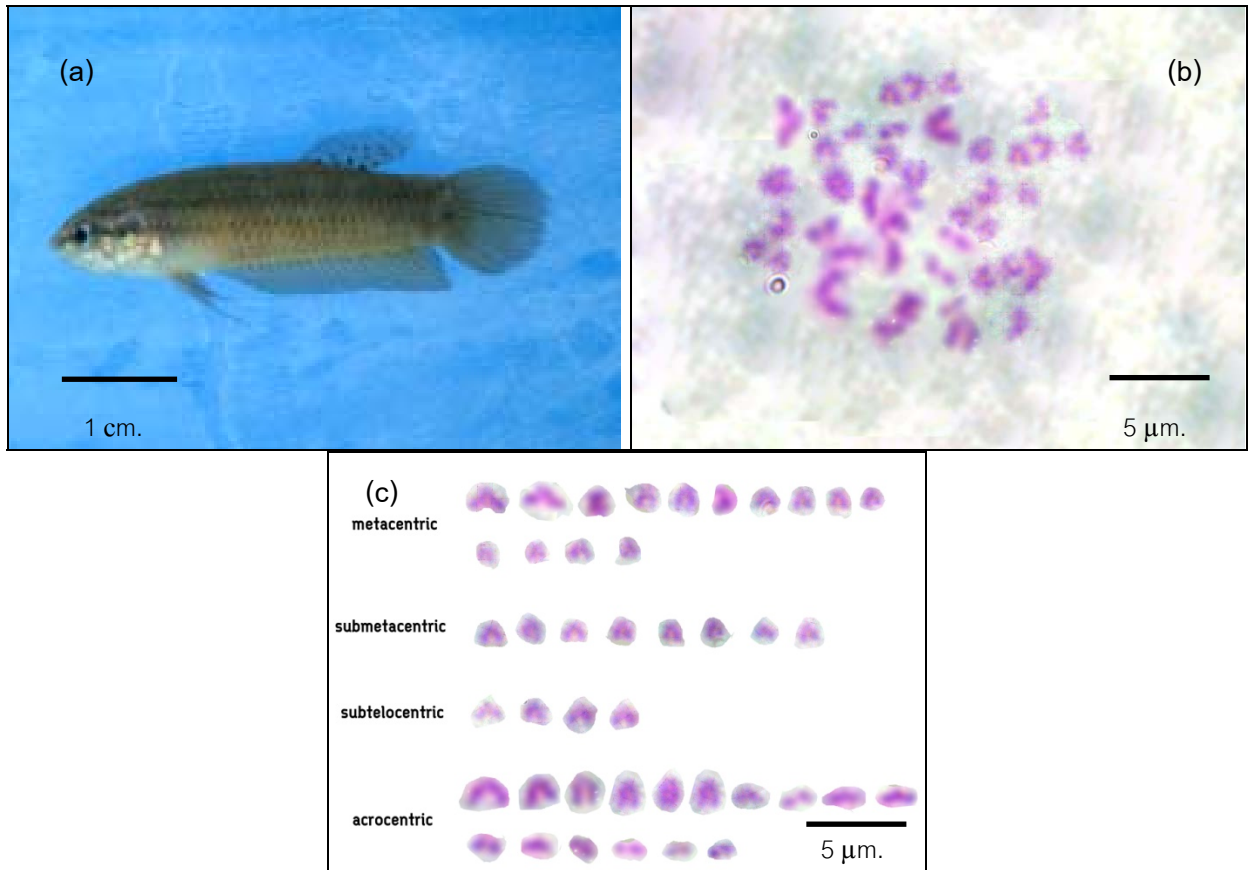 (a)
1 cm.
(b)
5 μm.
(c)
metacentric
submetacentric
subtelocentric
acrocentric
5 μm.